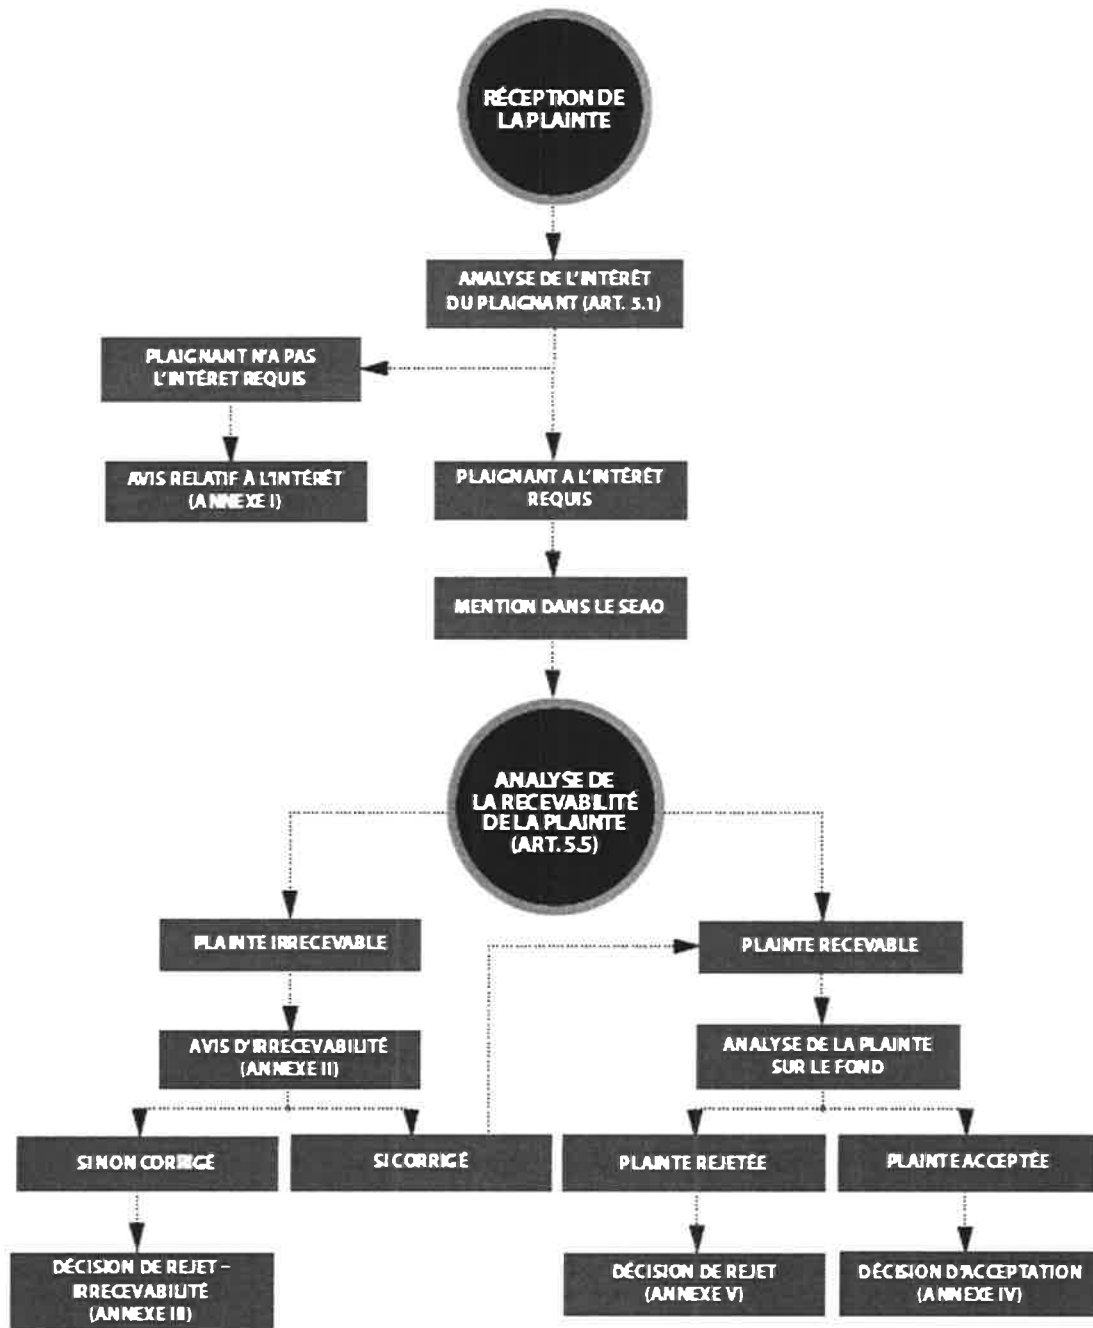 RÉCEPTION DE
LA PLAINTE
ANALYSE DE L'INTÉRÊT
DU PLAIGNANT (ART. 5.1)
PLAIGNANT N'A PAS
L'INTÉRET REQUIS
AVIS RELATIF À L'INTÉRÊT
(ANNEXE I)
PLAIGNANT A L'INTÉRET
REQUIS
MENTION DANS LE SEAO
ANALYSE DE
LA RECEVABILITÉ
DE LA PLAINTE
(ART. 5.5)
PLAINTE IRRECEVABLE
PLAINTE RECEVABLE
AVIS D'IRRECEVABILITÉ
(ANNEXE II)
ANALYSE DE LA PLAINTE
SUR LE FOND
SI NON CORRIGÉ
SI CORRIGÉ
PLAINTE REJETÉE
PLAINTE ACCEPTÉE
DÉCISION DE REJET –
IRRECEVABILITÉ
(ANNEXE III)
DÉCISION DE REJET
(ANNEXE V)
DÉCISION D'ACCEPTATION
(ANNEXE IV)